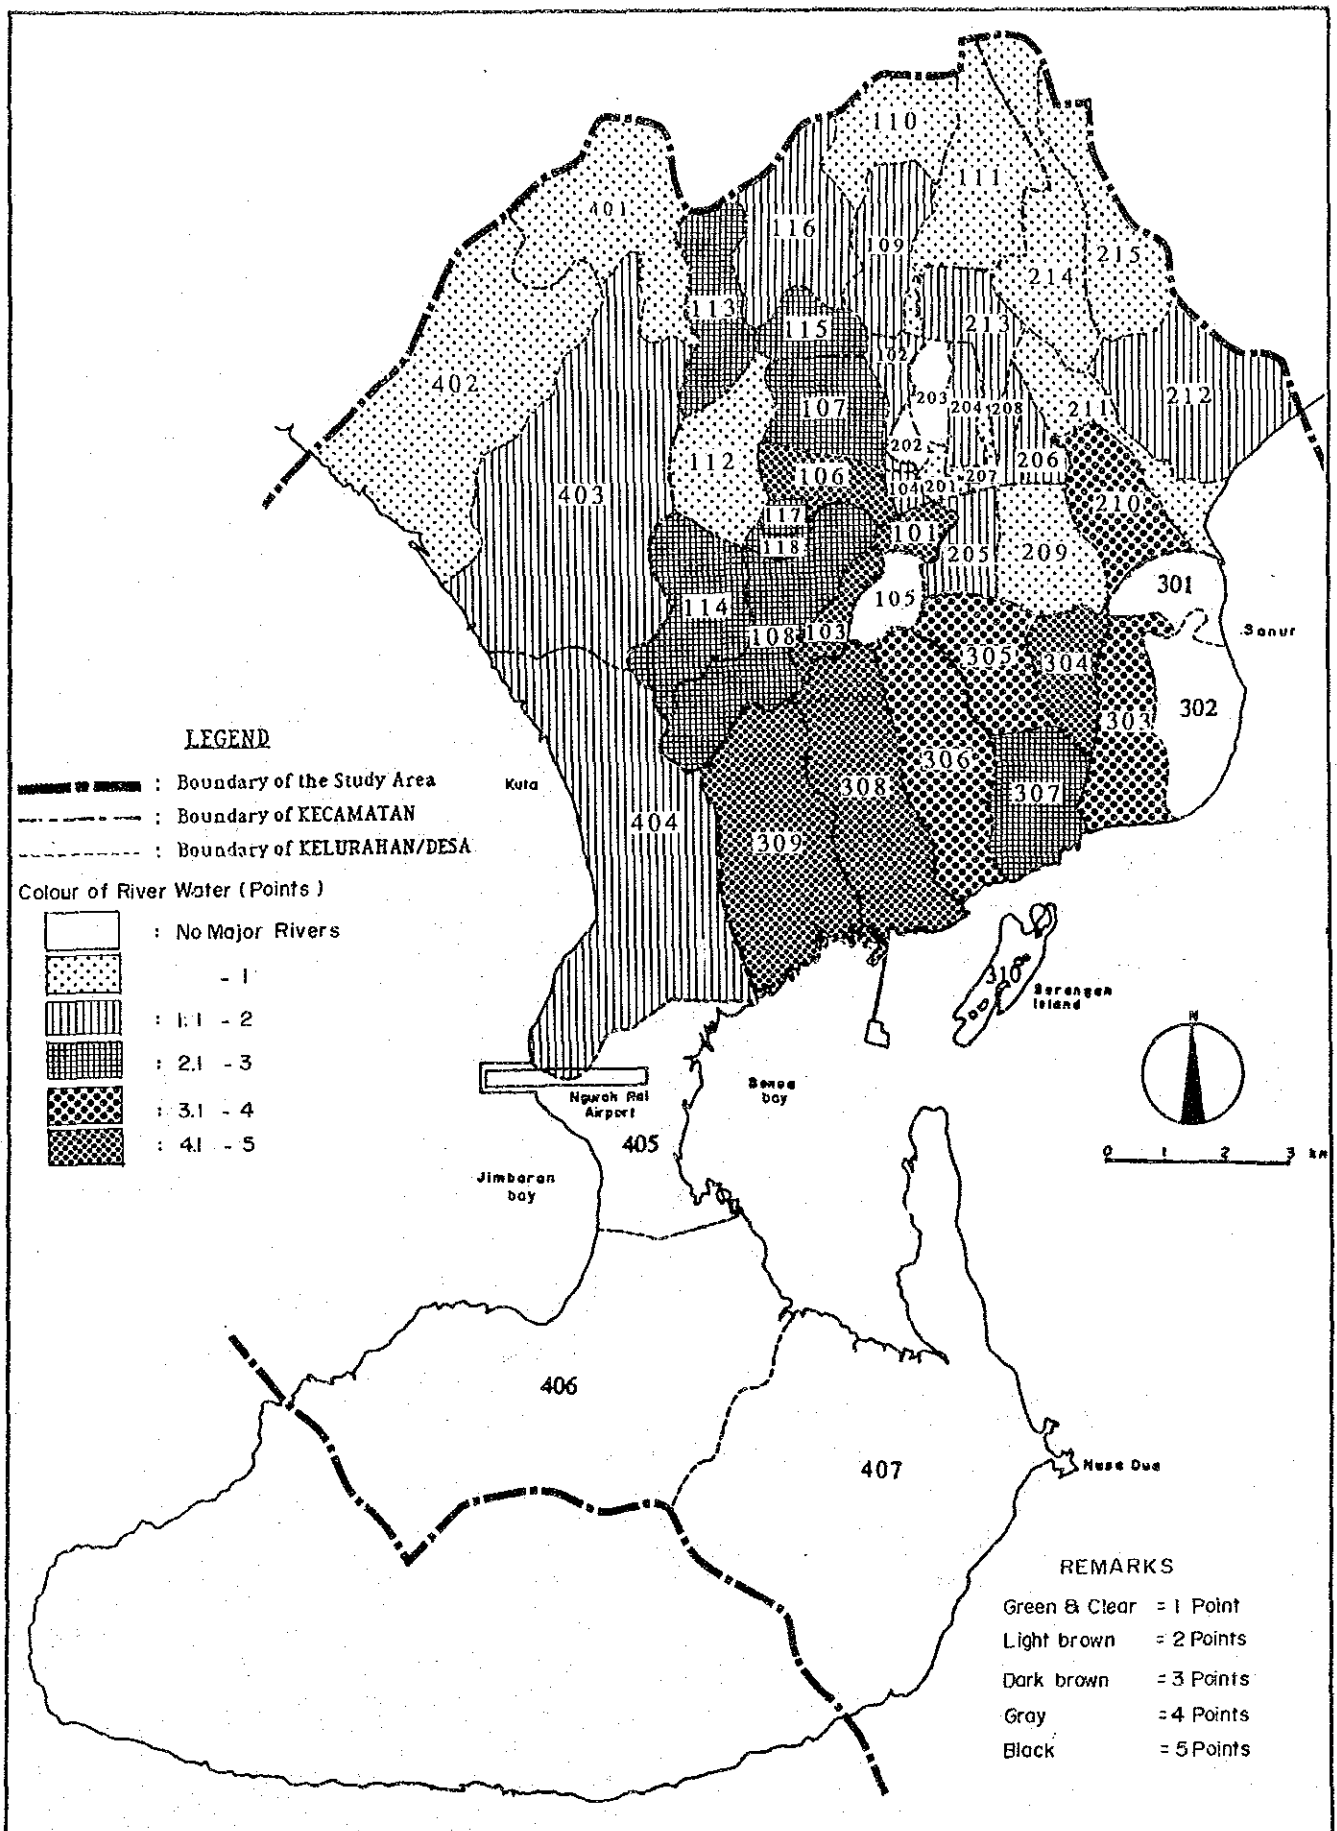 110
111
401
116
109
215
214
113
115
213
102
402
203
107
204
208
211
212
202
112
106
206
403
104
201
207
210
117
101
118
205
209
301
114
105
108
103
Sanur
305
304
302
303
LEGEND
306
: Boundary of the Study Area
Kuta
308
307
: Boundary of KECAMATAN
404
309
: Boundary of KELURAHAN/DESA
Colour of River Water (Points)
: No Major Rivers
- 1
310
Serangan
Island
: 1.1 - 2
N
: 2.1 - 3
Benoa
bay
Ngurah Rai
Airport
: 3.1 - 4
405
: 4.1 - 5
0 1 2 3 km
Jimbaran
bay
406
407
Nusa Dua
REMARKS
Green & Clear = 1 Point
Light brown = 2 Points
Dark brown = 3 Points
Gray = 4 Points
Black = 5 Points